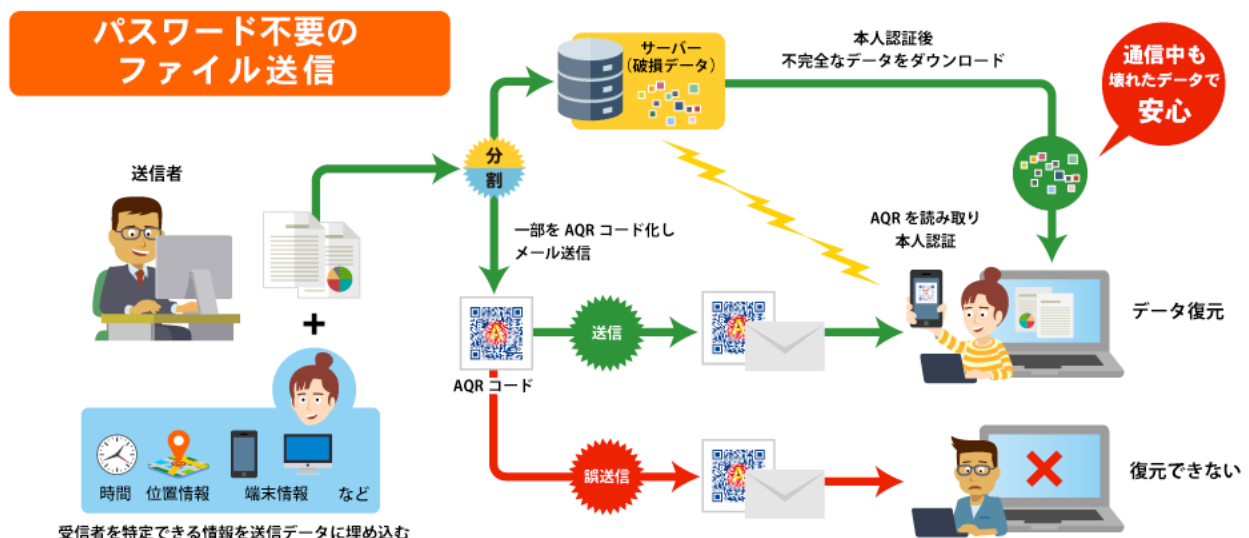 パスワード不要の
ファイル送信
送信者
時間
位置情報
端末情報
など
受信者を特定できる情報を送信データに埋め込む
分
割
サーバー
（破損データ）
本人認証後
不完全なデータをダウンロード
通信中も
壊れたデータで
安心
一部を AQR コード化し
メール送信
AQR コード
送信
AQR を読み取り
本人認証
データ復元
誤送信
復元できない